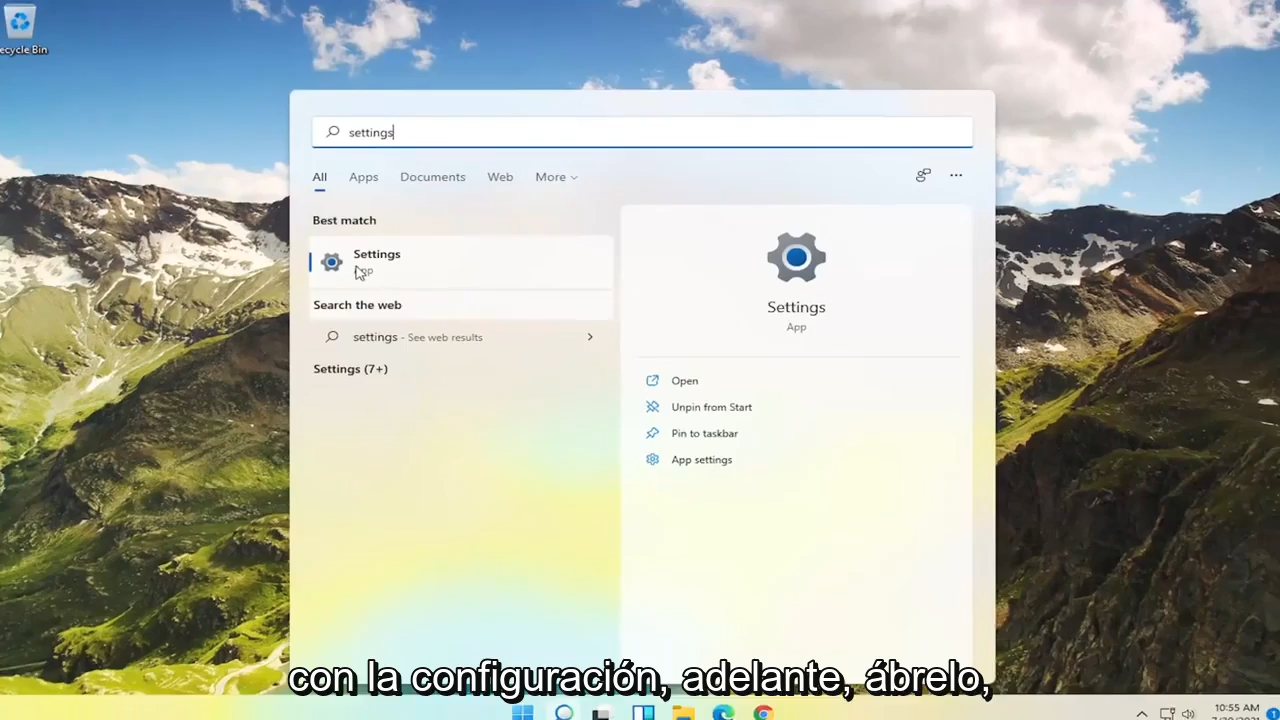 ecycle Bin
settings
All Apps Documents Web More
Best match
Settings
App
Search the web
settings - See web results
Settings (7+)
Settings
App
Open
Unpin from Start
Pin to taskbar
App settings
con la configuración, adelante, ábrelo,
10:55 AM